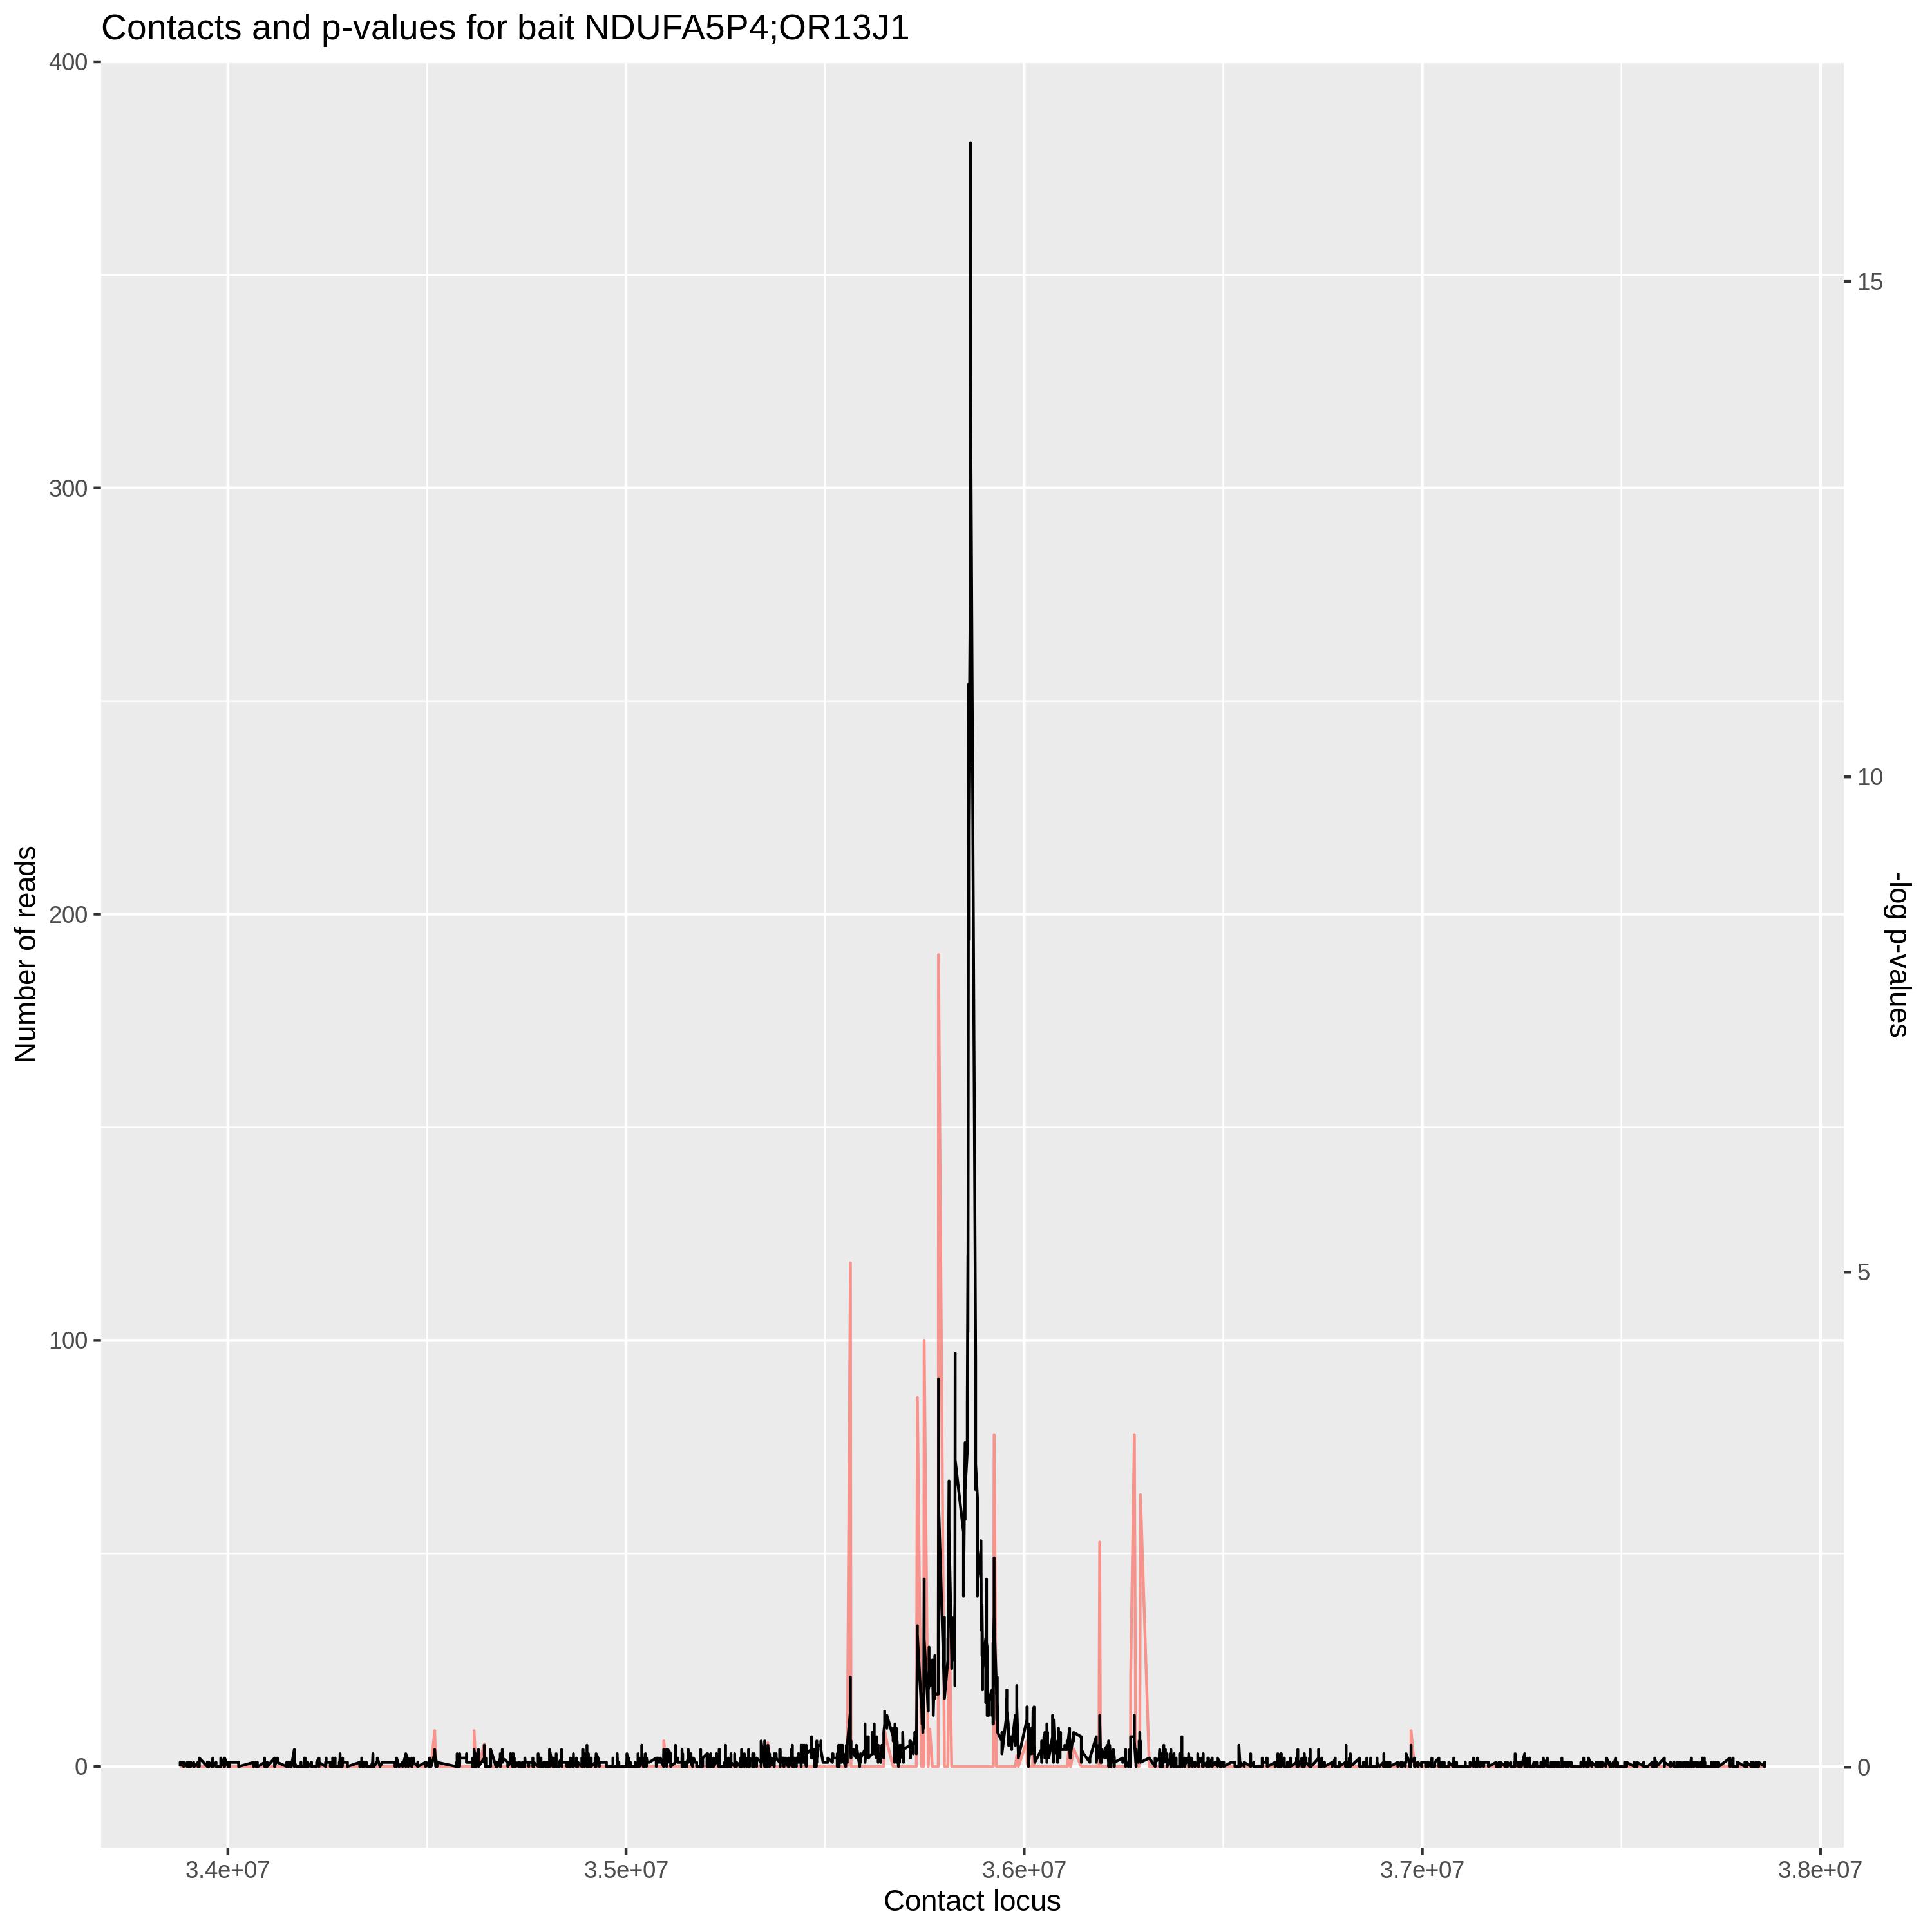 Contacts and p-values for bait NDUFA5P4;OR13J1
400
300
200
100
0
Number of reads
15
10
5
0
-log p-values
3.4e+07
3.5e+07
3.6e+07
3.7e+07
3.8e+07
Contact locus